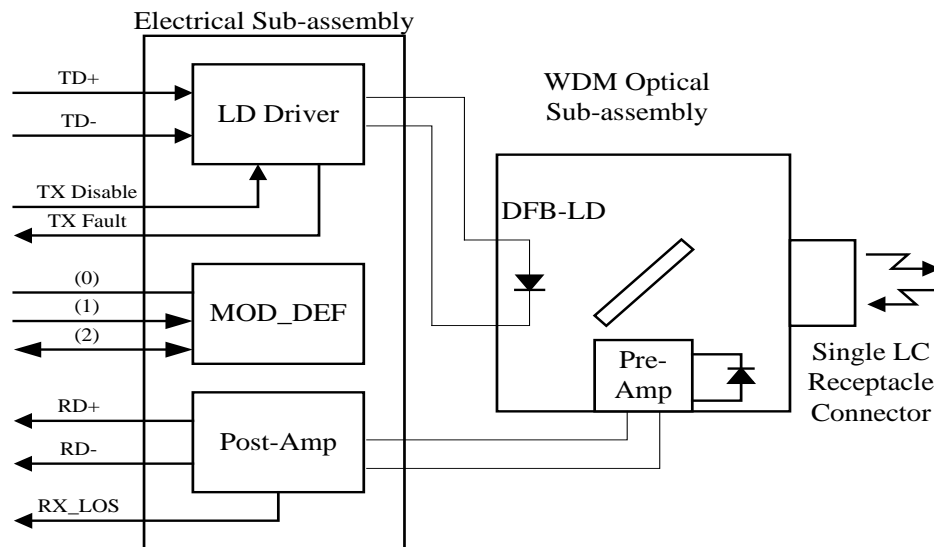 Electrical Sub-assembly
TD+
TD-
LD Driver
TX Disable
TX Fault
(0)
(1)
(2)
MOD_DEF
RD+
RD-
Post-Amp
RX_LOS
WDM Optical
Sub-assembly
DFB-LD
Pre-
Amp
Single LC
Receptacle
Connector